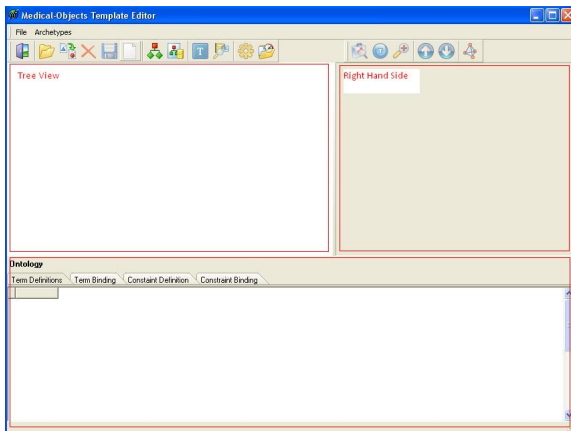 Medical-Objects Template Editor
File Archetypes
T
Tree View
Right Hand Side
Ontology
Term Definitions Term Binding Constaint Definition Constraint Binding